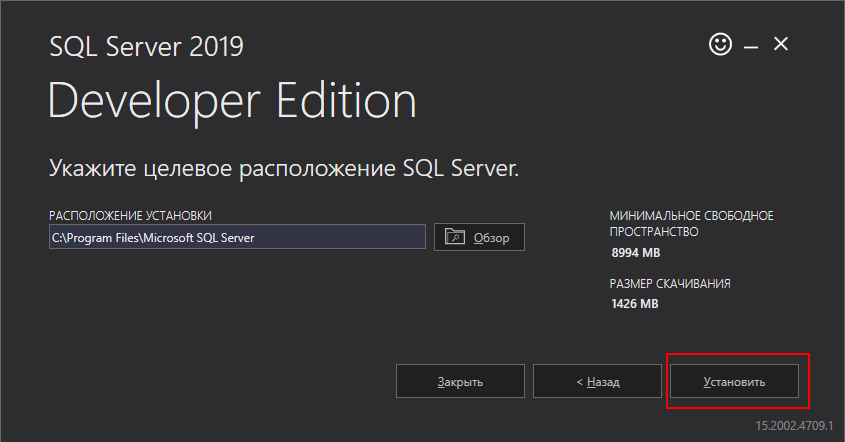 SQL Server 2019
Developer Edition
Укажите целевое расположение SQL Server.
РАСПОЛОЖЕНИЕ УСТАНОВКИ
C:\Program Files\Microsoft SQL Server
Обзор
МИНИМАЛЬНОЕ СВОБОДНОЕ
ПРОСТРАНСТВО
8994 MB
РАЗМЕР СКАЧИВАНИЯ
1426 MB
Закрыть
< Назад
Установить
15.2002.4709.1